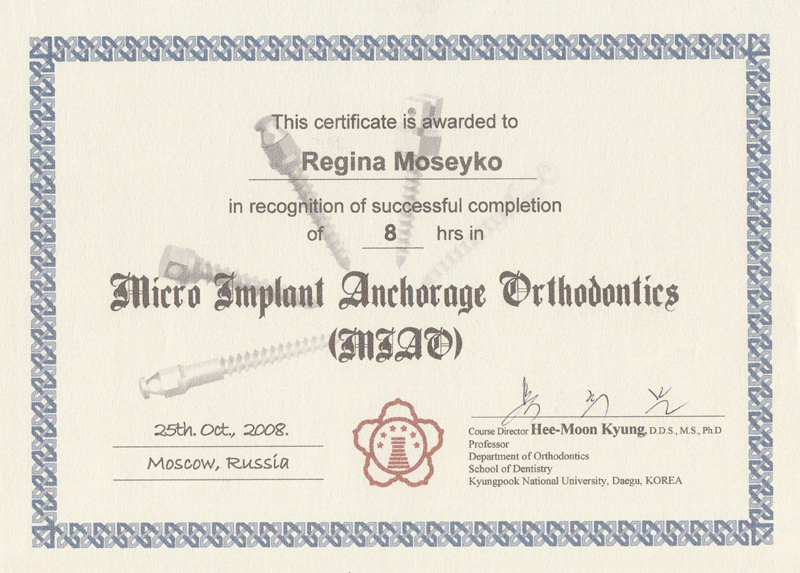 This certificate is awarded to
Regina Moseyko
in recognition of successful completion
of 8 hrs in
Micro Implant Anchorage Orthodontics
(MIAO)
25th. Oct., 2008.
Moscow, Russia
Course Director Hee-Moon Kyung, D.D.S., M.S., Ph.D
Professor
Department of Orthodontics
School of Dentistry
Kyungpook National University, Daegu, KOREA